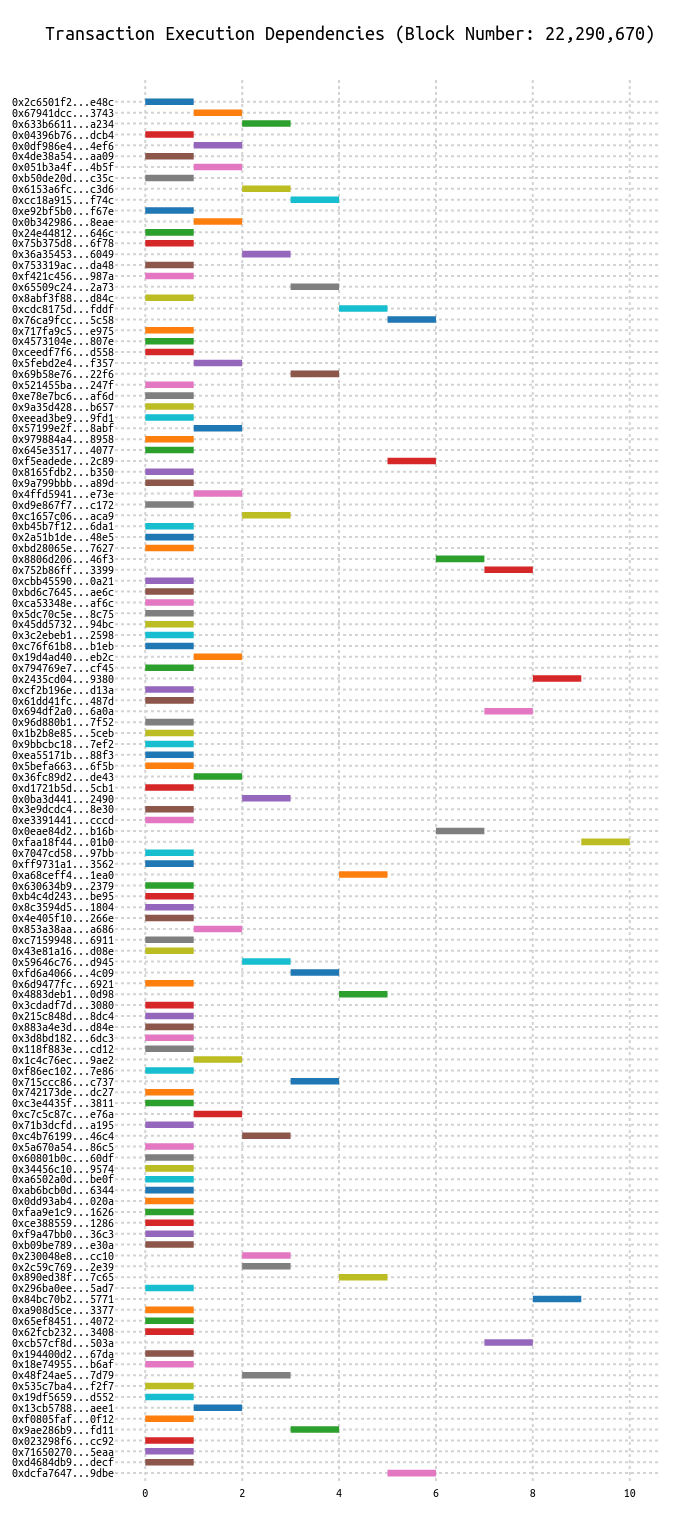 Transaction Execution Dependencies (Block Number: 22,290,670)
0x2c6501f2...e48c
0x67941dcc...3743
0x633b6611...a234
0x04396b76...dcb4
0x0df986e4...4ef6
0x4de38a54...aa09
0x051b3a4f...4b5f
0xb50de20d...c35c
0x6153a6fc...c3d6
0xcc18a915...f74c
0xe92bf5b0...f67e
0x0b342986...8eae
0x24e44812...646c
0x75b375d8...6f78
0x36a35453...6049
0x753319ac...da48
0xf421c456...987a
0x65509c24...2a73
0x8abf3f88...d84c
0xcdc8175d...fddf
0x76ca9fcc...5c58
0x717fa9c5...e975
0x4573104e...807e
0xceedf7f6...d558
0x5febd2e4...f357
0x69b58e76...22f6
0x521455ba...247f
0xe78e7bc6...af6d
0x9a35d428...b657
0xeead3be9...9fd1
0x57199e2f...8abf
0x979884a4...8958
0x645e3517...4077
0xf5eadede...2c89
0x8165fdb2...b350
0x9a799bbb...a89d
0x4ffd5941...e73e
0xd9e867f7...c172
0xc1657c06...aca9
0xb45b7f12...6da1
0x2a51b1de...48e5
0xbd28065e...7627
0x8806d206...46f3
0x752b86ff...3399
0xcbb45590...0a21
0xbd6c7645...ae6c
0xca53348e...af6c
0x5dc70c5e...8c75
0x45dd5732...94bc
0x3c2ebeb1...2598
0xc76f61b8...b1eb
0x19d4ad40...eb2c
0x794769e7...cf45
0x2435cd04...9380
0xcf2b196e...d13a
0x61dd41fc...487d
0x694df2a0...6a0a
0x96d880b1...7f52
0x1b2b8e85...5ceb
0x9bbcbc18...7ef2
0xea55171b...88f3
0x5befa663...6f5b
0x36fc89d2...de43
0xd1721b5d...5cb1
0x0ba3d441...2490
0x3e9dcdc4...8e30
0xe3391441...cccd
0x0eae84d2...b16b
0xfaa18f44...01b0
0x7047cd58...97bb
0xff9731a1...3562
0xa68ceff4...1ea0
0x630634b9...2379
0xb4c4d243...be95
0x8c3594d5...1804
0x4e405f10...266e
0x853a38aa...a686
0xc7159948...6911
0x43e81a16...d08e
0x59646c76...d945
0xfd6a4066...4c09
0x6d9477fc...6921
0x4883deb1...0d98
0x3cdadf7d...3080
0x215c848d...8dc4
0x883a4e3d...d84e
0x3d8bd182...6dc3
0x118f883e...cd12
0x1c4c76ec...9ae2
0xf86ec102...7e86
0x715ccc86...c737
0x742173de...dc27
0xc3e4435f...3811
0xc7c5c87c...e76a
0x71b3dcfd...a195
0xc4b76199...46c4
0x5a670a54...86c5
0x60801b0c...60df
0x34456c10...9574
0xa6502a0d...be0f
0xab6bcb0d...6344
0x0dd93ab4...020a
0xfaa9e1c9...1626
0xce388559...1286
0xf9a47bb0...36c3
0xb09be789...e30a
0x230048e8...cc10
0x2c59c769...2e39
0x890ed38f...7c65
0x296ba0ee...5ad7
0x84bc70b2...5771
0xa908d5ce...3377
0x65ef8451...4072
0x62fcb232...3408
0xcb57cf8d...503a
0x194400d2...67da
0x18e74955...b6af
0x48f24ae5...7d79
0x535c7ba4...f2f7
0x19df5659...d552
0x13cb5788...aee1
0xf0805faf...0f12
0x9ae286b9...fd11
0x023298f6...cc92
0x71650270...5eaa
0xd4684db9...decf
0xdcfa7647...9dbe
0 2 4 6 8 10